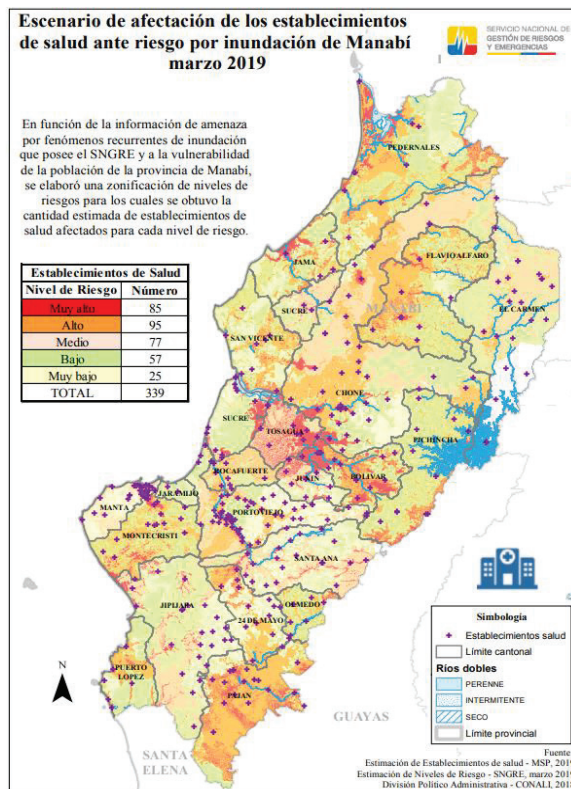 Escenario de afectación de los establecimientos
de salud ante riesgo por inundación de Manabí
marzo 2019
SERVICIO NACIONAL DE
GESTIÓN DE RIESGOS
Y EMERGENCIAS
En función de la información de amenaza
por fenómenos recurrentes de inundación
que posee el SNGRE y a la vulnerabilidad
de la población de la provincia de Manabí,
se elaboró una zonificación de niveles de
riesgos para los cuales se obtuvo la
cantidad estimada de establecimientos de
salud afectados para cada nivel de riesgo.
Establecimientos de Salud
Nivel de Riesgo Número
Muy alto 85
Alto 95
Medio 77
Bajo 57
Muy bajo 25
TOTAL 339
PEDERNALES
JAMA
FLAVIO ALFARO
SUCRE
MANABÍ
EL CARMEN
SAN VICENTE
CHONE
SUCRE
TOSAGUA
PICHINCHA
ROCAFUERTE
JUNÍN
BOLÍVAR
JARAMIJO
MANTA
PORTOVIEJO
MONTECRISTI
SANTA ANA
JIPIJAPA
OLMEDO
24 DE MAYO
PUERTO
LOPEZ
PAJAN
N
GUAYAS
SANTA
ELENA
Simbología
Establecimientos salud
Límite cantonal
Ríos dobles
PERENNE
INTERMITENTE
SECO
Límite provincial
Fuente:
Estimación de Establecimientos de salud - MSP, 2019
Estimación de Niveles de Riesgo - SNGRE, marzo 2019
División Político Administrativa - CONALI, 2018